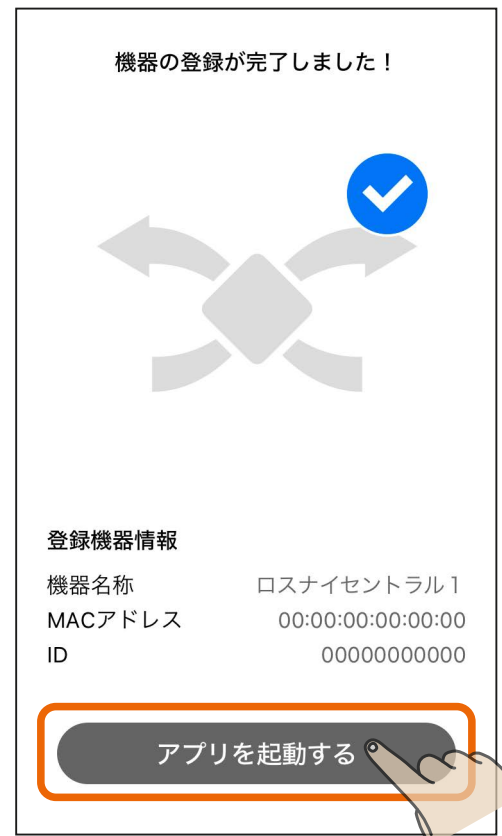 機器の登録が完了しました！
登録機器情報
機器名称 ロスナイセントラル１
MACアドレス 00:00:00:00:00:00
ID 00000000000
アプリを起動する